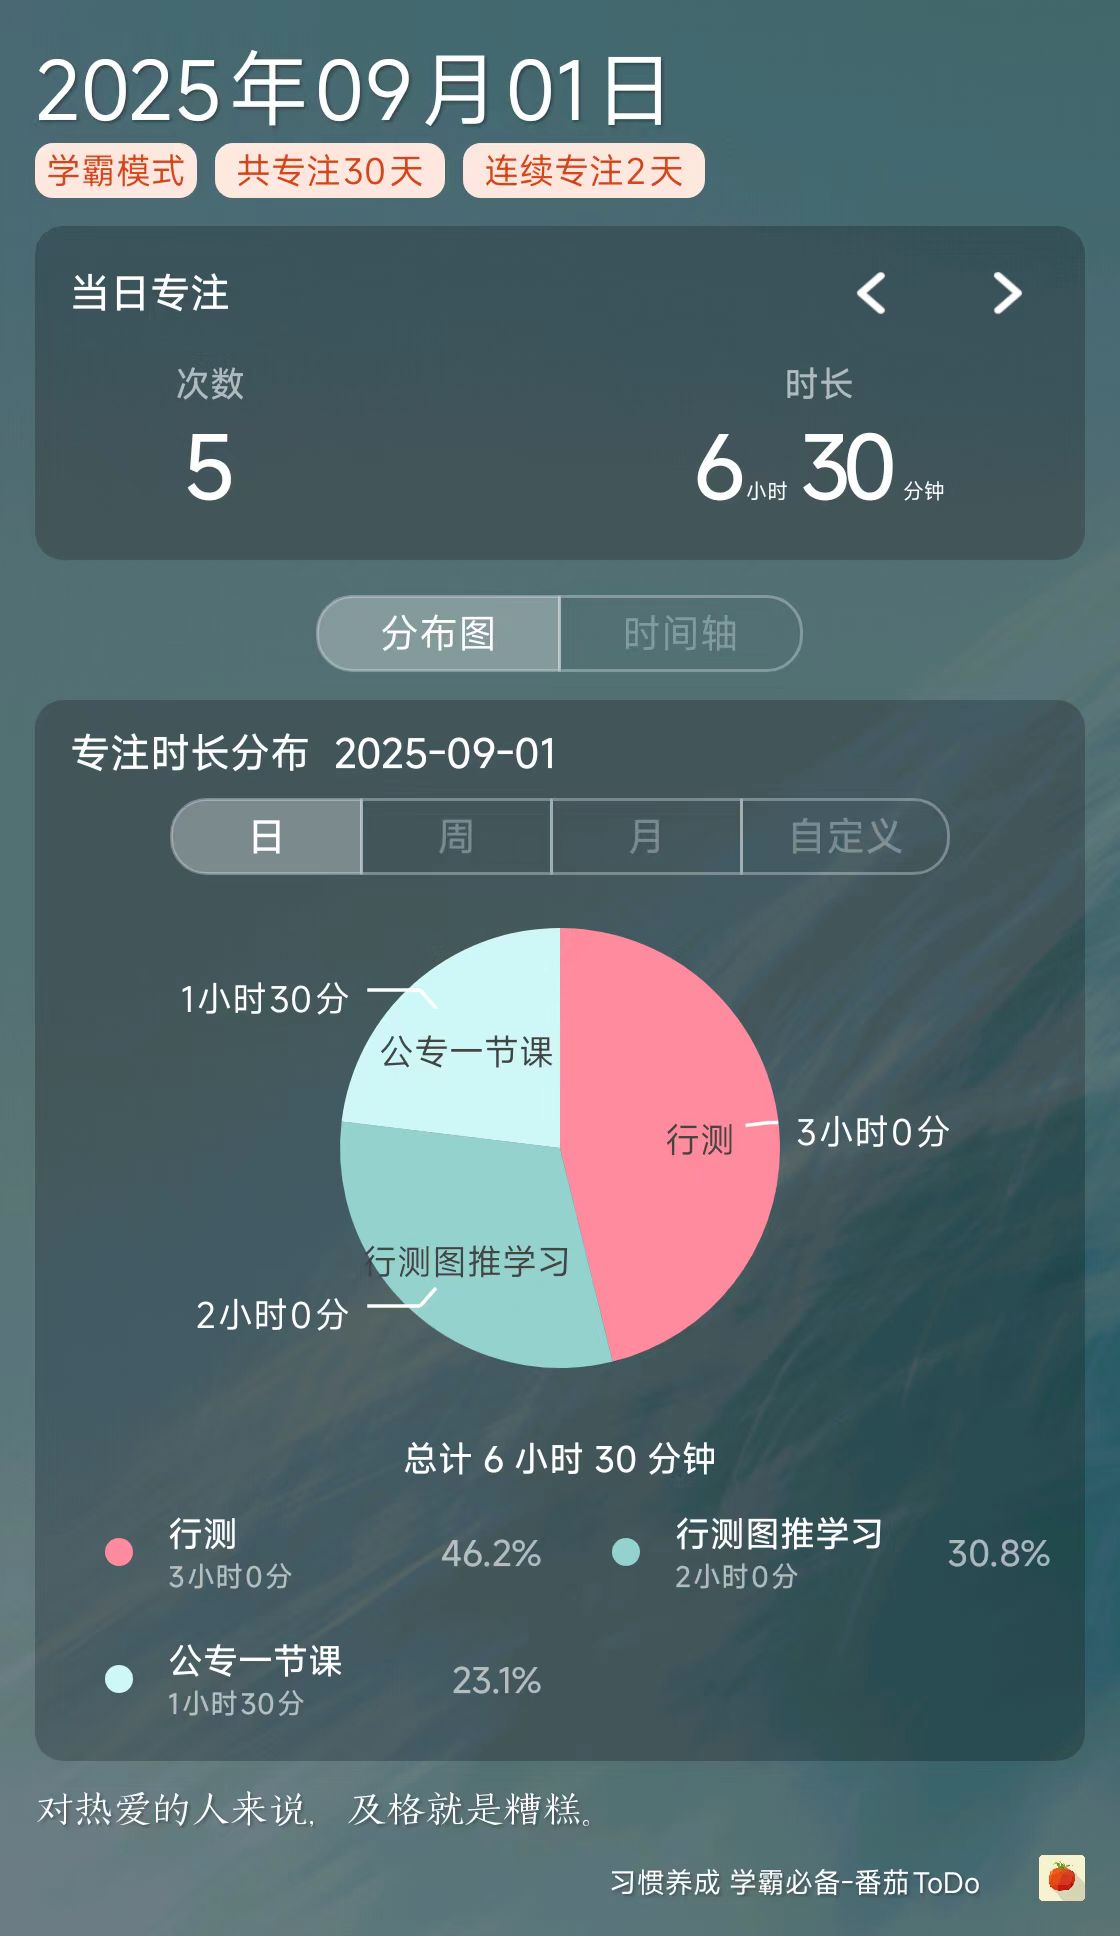 2025年09月01日
学霸模式 共专注30天 连续专注2天
当日专注
次数 时长
5 6小时30分钟
分布图 时间轴
专注时长分布 2025-09-01
日 周 月 自定义
1小时30分
公专一节课
行测 3小时0分
行测图推学习
2小时0分
总计 6 小时 30 分钟
行测 46.2% 行测图推学习 30.8%
3小时0分 2小时0分
公专一节课 23.1%
1小时30分
对热爱的人来说，及格就是糟糕。
习惯养成 学霸必备-番茄ToDo